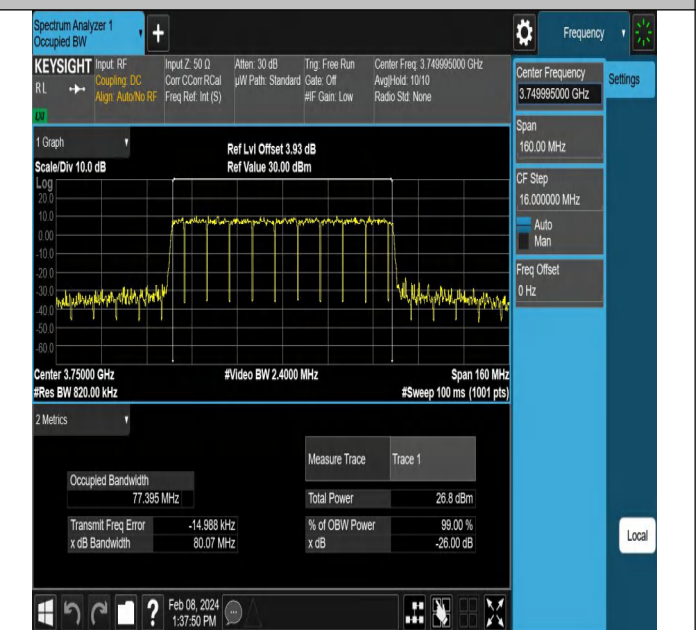 Spectrum Analyzer 1
Occupied BW
Frequency
KEYSIGHT
RL
LXI
Input: RF
Coupling: DC
Align: Auto/No RF
Input Z: 50 Ω
Corr CCorr RCal
Freq Ref: Int (S)
Atten: 30 dB
µW Path: Standard
Trig: Free Run
Gate: Off
#IF Gain: Low
Center Freq: 3.749995000 GHz
Avg|Hold: 10/10
Radio Std: None
Center Frequency
3.749995000 GHz
Settings
Span
160.00 MHz
CF Step
16.000000 MHz
Auto
Man
Freq Offset
0 Hz
Local
1 Graph
Scale/Div 10.0 dB
Ref Lvl Offset 3.93 dB
Ref Value 30.00 dBm
Log
20.0
10.0
0.00
-10.0
-20.0
-30.0
-40.0
-50.0
-60.0
Center 3.75000 GHz
#Res BW 820.00 kHz
#Video BW 2.4000 MHz
Span 160 MHz
#Sweep 100 ms (1001 pts)
2 Metrics
Occupied Bandwidth
77.395 MHz
Transmit Freq Error -14.988 kHz
x dB Bandwidth 80.07 MHz
Measure Trace Trace 1
Total Power 26.8 dBm
% of OBW Power 99.00 %
x dB -26.00 dB
?
Feb 08, 2024
1:37:50 PM